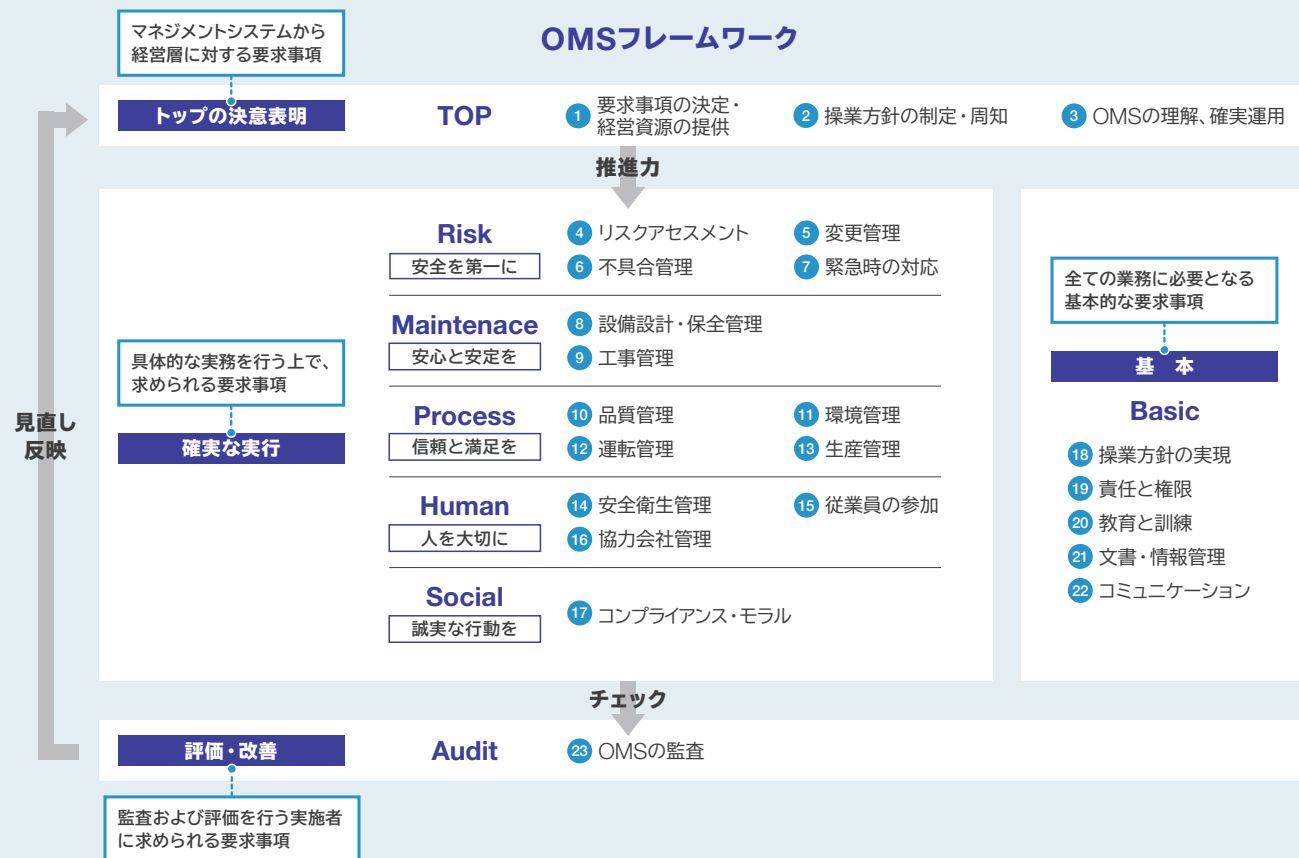 マネジメントシステムから
経営層に対する要求事項
OMSフレームワーク
トップの決意表明
TOP
1 要求事項の決定・
経営資源の提供
2 操業方針の制定・周知
3 OMSの理解、確実運用
推進力
見直し
反映
具体的な実務を行う上で、
求められる要求事項
確実な実行
Risk
安全を第一に
4 リスクアセスメント
5 変更管理
6 不具合管理
7 緊急時の対応
Maintenace
安心と安定を
8 設備設計・保全管理
9 工事管理
Process
信頼と満足を
10 品質管理
11 環境管理
12 運転管理
13 生産管理
Human
人を大切に
14 安全衛生管理
15 従業員の参加
16 協力会社管理
Social
誠実な行動を
17 コンプライアンス・モラル
全ての業務に必要となる
基本的な要求事項
基 本
Basic
18 操業方針の実現
19 責任と権限
20 教育と訓練
21 文書・情報管理
22 コミュニケーション
チェック
評価・改善
Audit
23 OMSの監査
監査および評価を行う実施者
に求められる要求事項